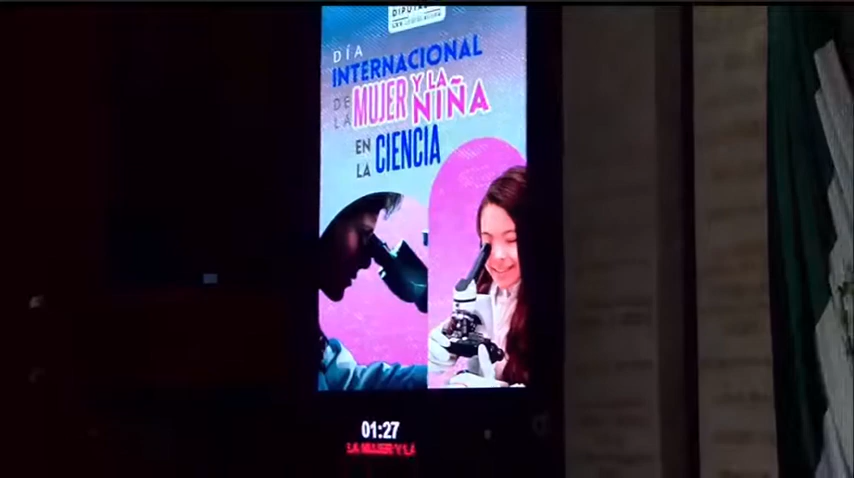 DÍA
INTERNACIONAL
DE LA MUJER Y LA NIÑA
EN LA CIENCIA
01:27
LA MUJER Y LA